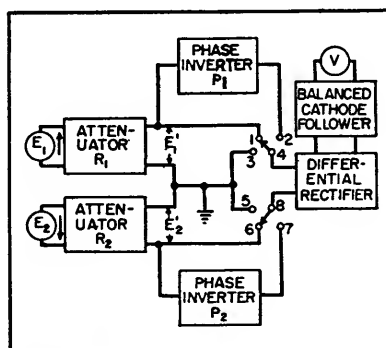 PHASE
INVERTER
P₁
V
BALANCED
CATHODE
FOLLOWER
E₁
ATTEN-
UATOR
R₁
E₁'
1
2
3
4
DIFFER-
ENTIAL
RECTIFIER
E₂
ATTEN-
UATOR
R₂
E₂'
5
8
6
7
PHASE
INVERTER
P₂